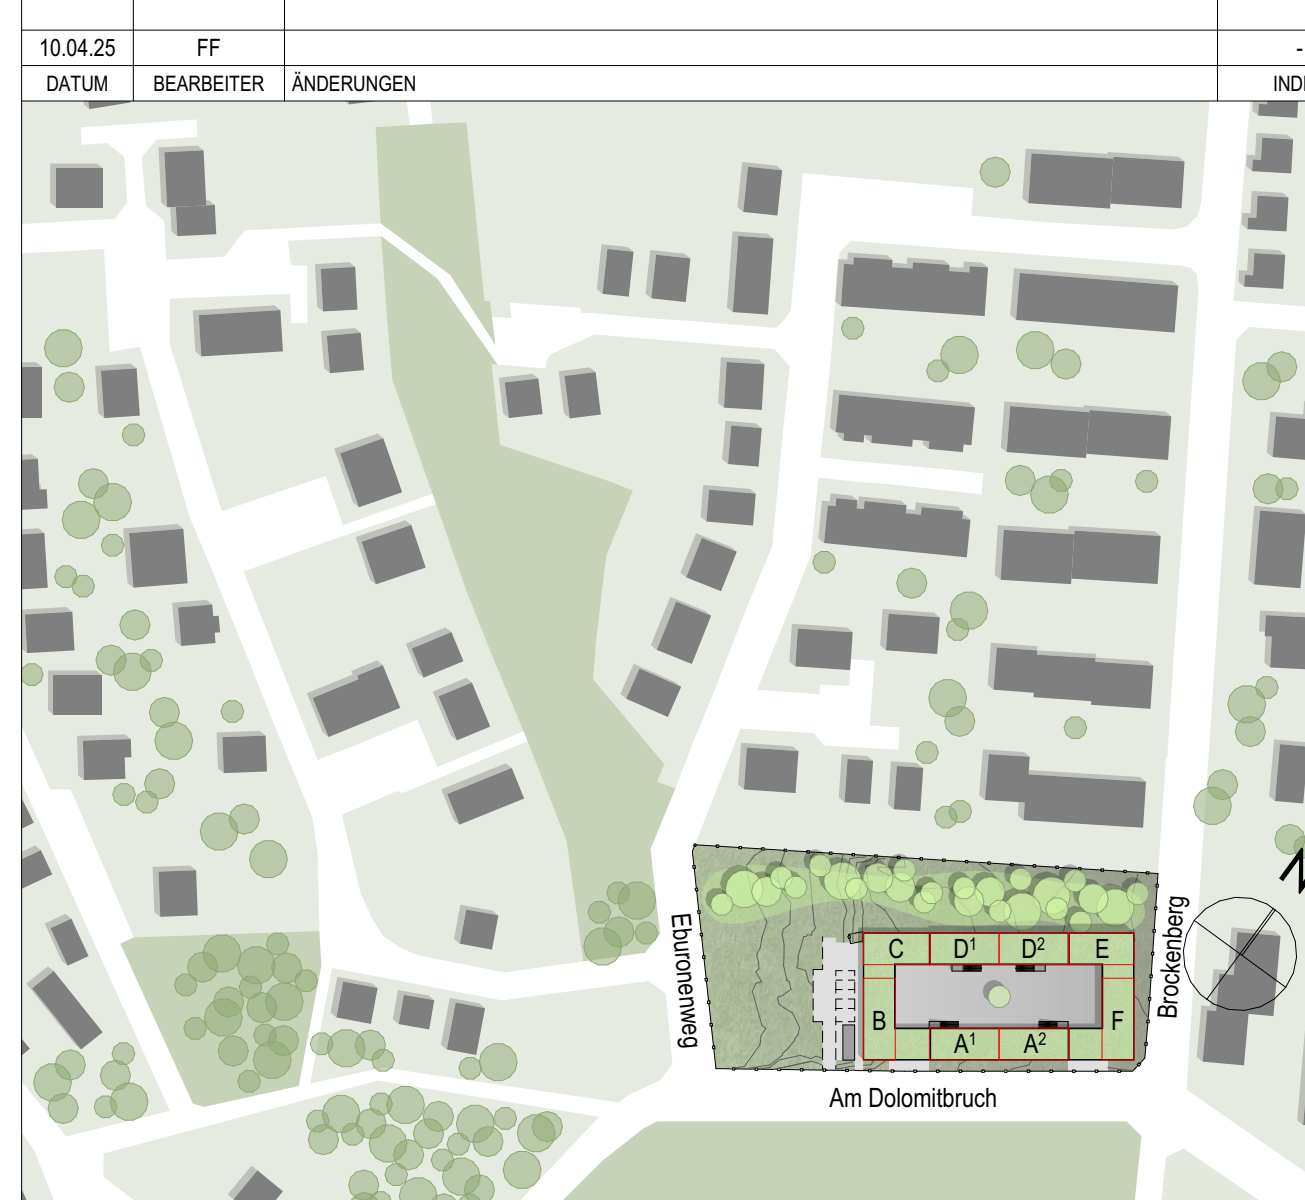 10.04.25 FF -
DATUM BEARBEITER ÄNDERUNGEN
Eburonenweg
C D¹ D² E
B F
A¹ A²
Brockenberg
Am Dolomitbruch